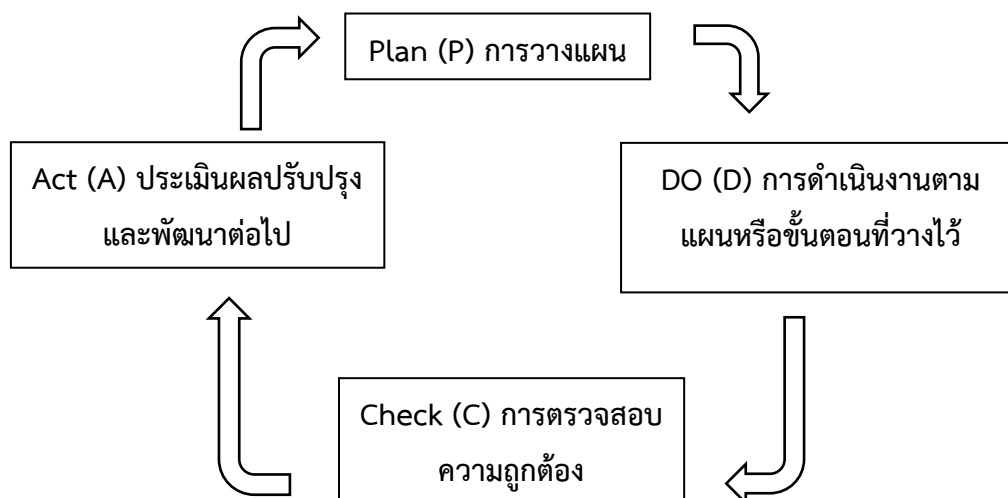 Plan (P) การวางแผน
DO (D) การดำเนินงานตาม
แผนหรือขั้นตอนที่วางไว้
Check (C) การตรวจสอบ
ความถูกต้อง
Act (A) ประเมินผลปรับปรุง
และพัฒนาต่อไป